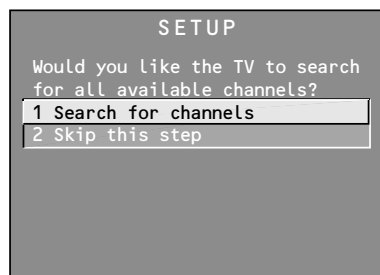 SETUP
Would you like the TV to search
for all available channels?
1 Search for channels
2 Skip this step